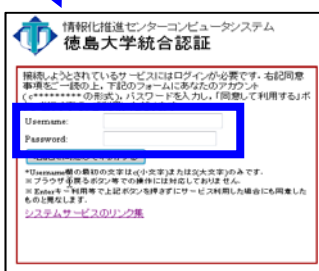 情報化推進センターコンピュータシステム
徳島大学統合認証
接続しようとされているサービスにはログインが必要です。右記同意
事項をご一読の上、下記のフォームにあなたのアカウント
(c********* の形式)、パスワードを入力し、「同意して利用する」ボ
Username:
Password:
*Username欄の最初の文字はc(小文字)またはS(大文字)のみです。
※ブラウザ戻るボタン等での操作には対応しておりません。
※ Enterキー利用等で上記ボタンを押さずにサービス利用した場合にも同意した
ものと見なします。
システムサービスのリンク集